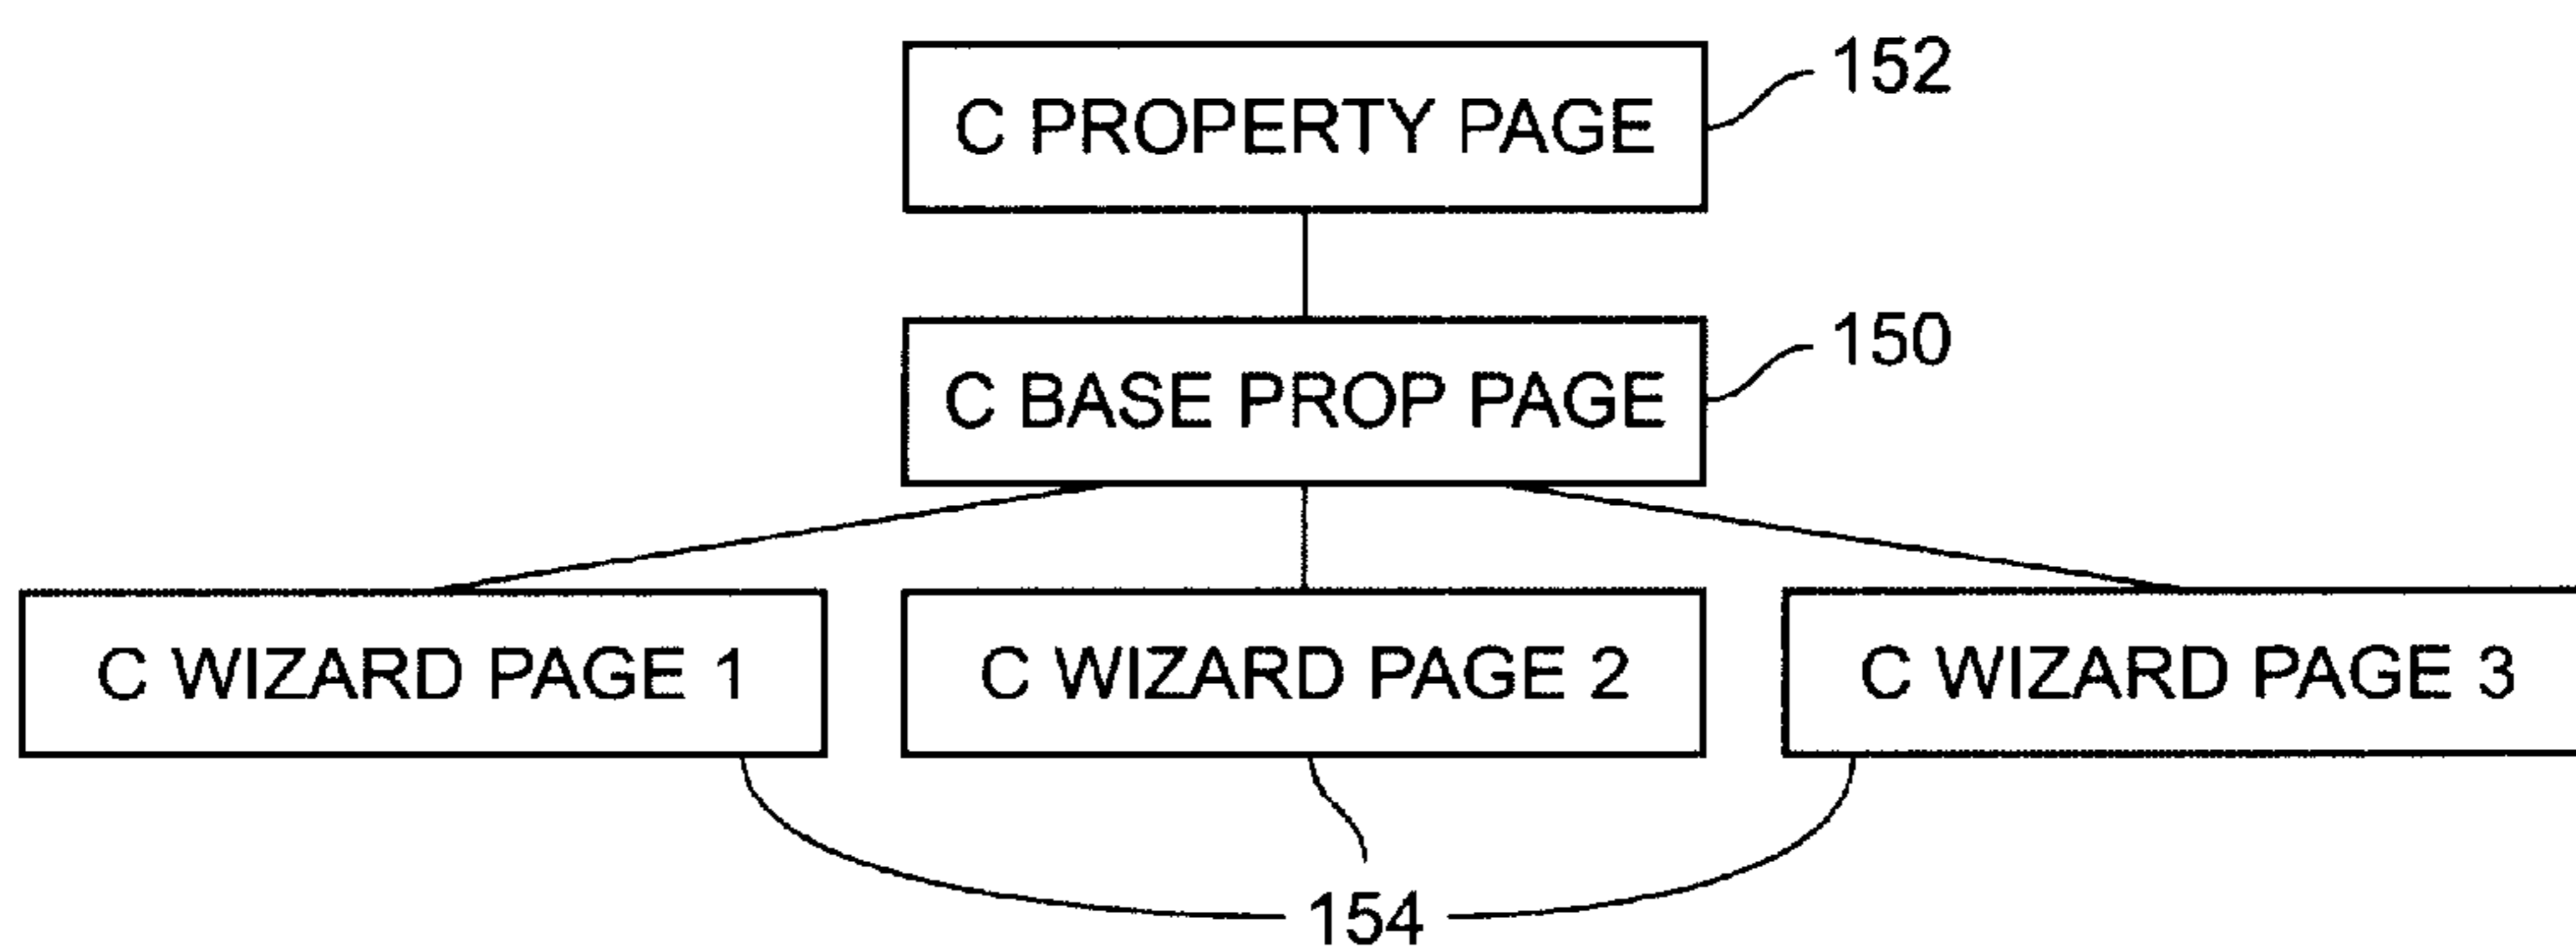 C PROPERTY PAGE
152
C BASE PROP PAGE
150
C WIZARD PAGE 1
C WIZARD PAGE 2
C WIZARD PAGE 3
154